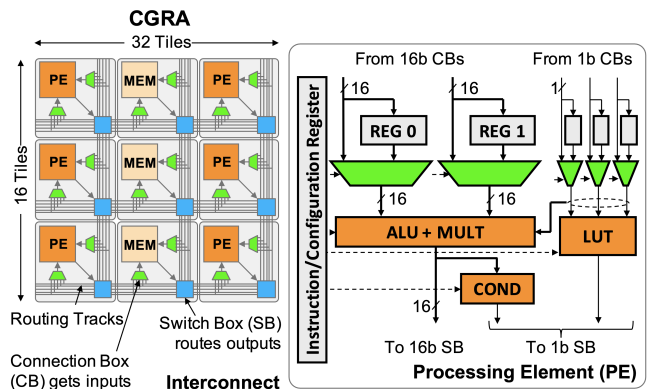 CGRA
32 Tiles
16 Tiles
PE
MEM
PE
PE
MEM
PE
PE
MEM
PE
Routing Tracks
Switch Box (SB)
routes outputs
Connection Box
(CB) gets inputs
Interconnect
From 16b CBs
From 1b CBs
16
16
1
REG 0
REG 1
16
16
Instruction/Configuration Register
ALU + MULT
LUT
COND
16
To 16b SB
To 1b SB
Processing Element (PE)